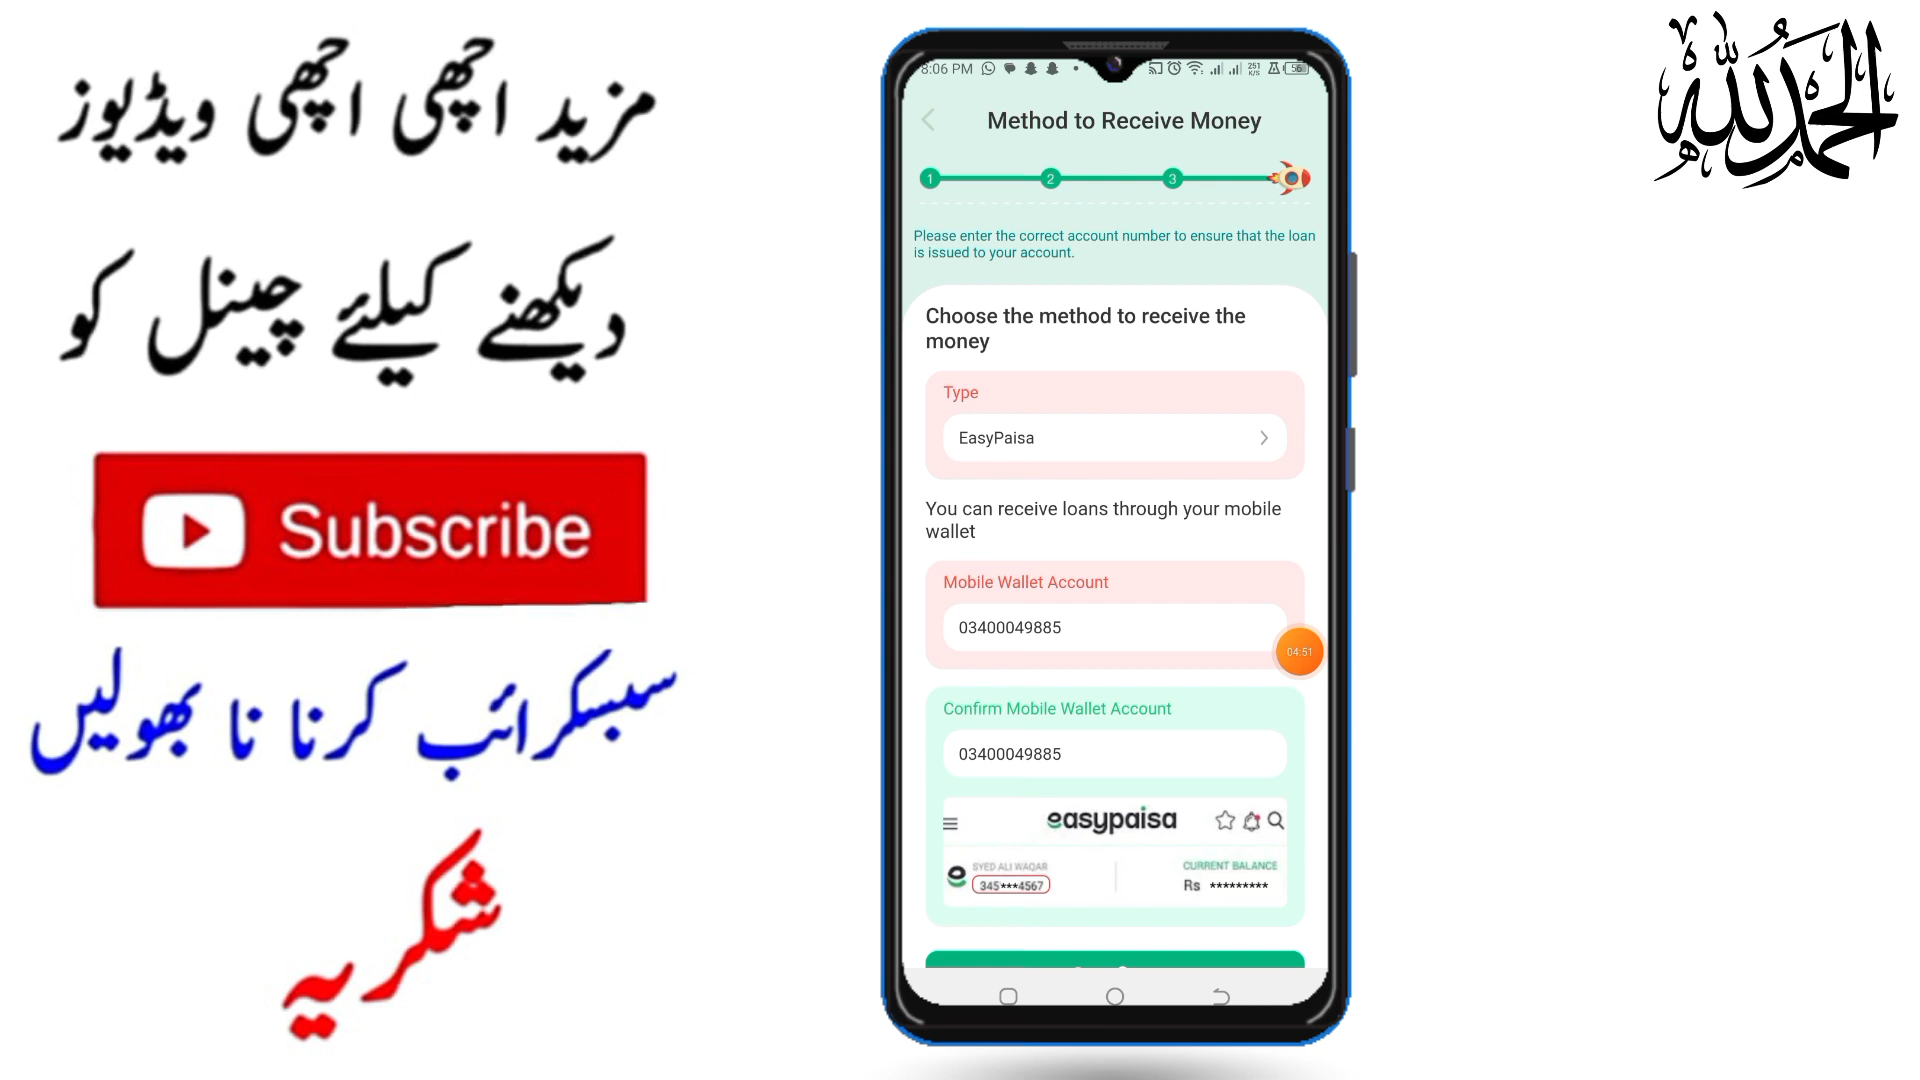 مزید اچھی اچھی ویڈیوز
دیکھنے کیلئے چینل کو
Subscribe
سبسکرائب کرنا نا بھولیں
شکریہ
8:06 PM
251 K/S
56
Method to Receive Money
1 2 3
Please enter the correct account number to ensure that the loan
is issued to your account.
Choose the method to receive the
money
Type
EasyPaisa
You can receive loans through your mobile
wallet
Mobile Wallet Account
03400049885
04:51
Confirm Mobile Wallet Account
03400049885
easypaisa
SYED ALI WAQAR
345***4567
CURRENT BALANCE
Rs *********
الحمد لله